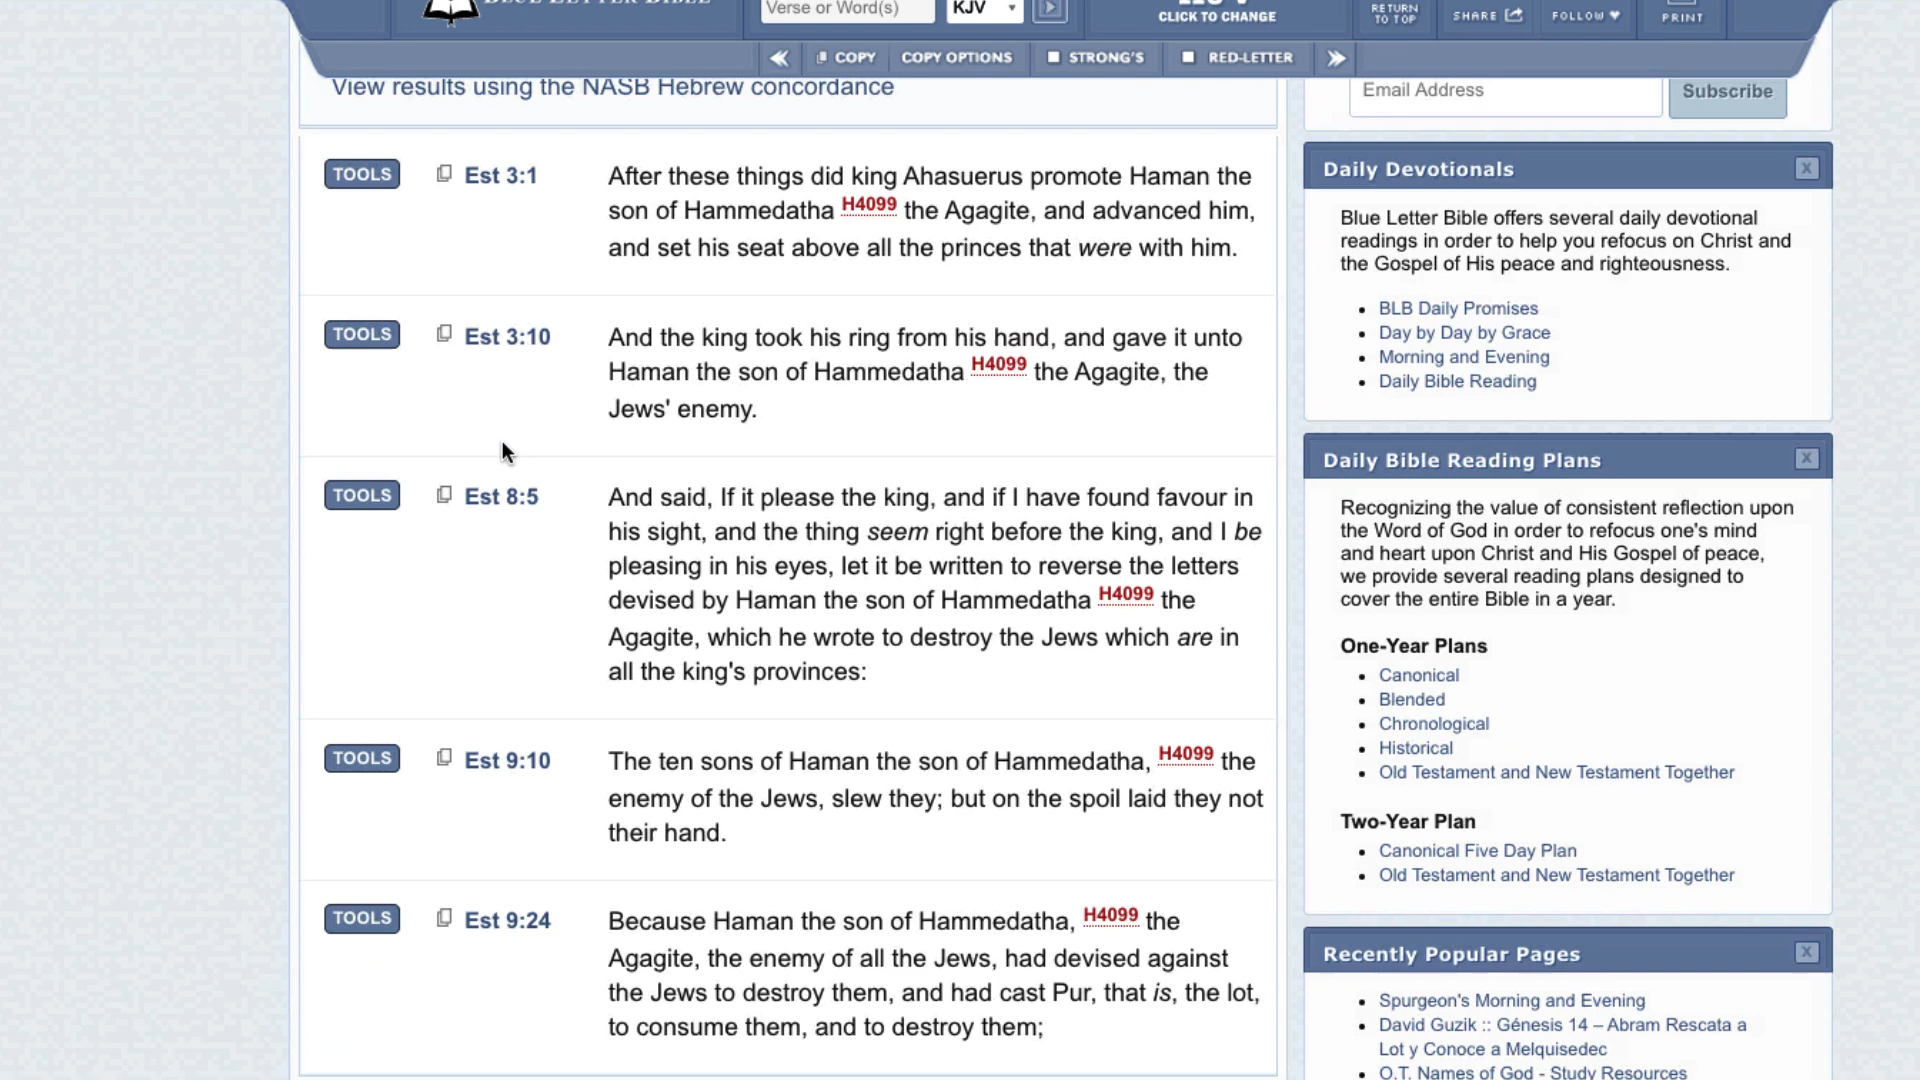 Verse or Word(s)
KJV
CLICK TO CHANGE
RETURN
TO TOP
SHARE
FOLLOW
PRINT
COPY
COPY OPTIONS
STRONG'S
RED-LETTER
View results using the NASB Hebrew concordance
TOOLS
Est 3:1
After these things did king Ahasuerus promote Haman the
son of Hammedatha H4099 the Agagite, and advanced him,
and set his seat above all the princes that were with him.
TOOLS
Est 3:10
And the king took his ring from his hand, and gave it unto
Haman the son of Hammedatha H4099 the Agagite, the
Jews' enemy.
TOOLS
Est 8:5
And said, If it please the king, and if I have found favour in
his sight, and the thing seem right before the king, and I be
pleasing in his eyes, let it be written to reverse the letters
devised by Haman the son of Hammedatha H4099 the
Agagite, which he wrote to destroy the Jews which are in
all the king's provinces:
TOOLS
Est 9:10
The ten sons of Haman the son of Hammedatha, H4099 the
enemy of the Jews, slew they; but on the spoil laid they not
their hand.
TOOLS
Est 9:24
Because Haman the son of Hammedatha, H4099 the
Agagite, the enemy of all the Jews, had devised against
the Jews to destroy them, and had cast Pur, that is, the lot,
to consume them, and to destroy them;
Email Address
Subscribe
Daily Devotionals
X
Blue Letter Bible offers several daily devotional
readings in order to help you refocus on Christ and
the Gospel of His peace and righteousness.
BLB Daily Promises
Day by Day by Grace
Morning and Evening
Daily Bible Reading
Daily Bible Reading Plans
X
Recognizing the value of consistent reflection upon
the Word of God in order to refocus one's mind
and heart upon Christ and His Gospel of peace,
we provide several reading plans designed to
cover the entire Bible in a year.
One-Year Plans
Canonical
Blended
Chronological
Historical
Old Testament and New Testament Together
Two-Year Plan
Canonical Five Day Plan
Old Testament and New Testament Together
Recently Popular Pages
X
Spurgeon's Morning and Evening
David Guzik :: Génesis 14 – Abram Rescata a
Lot y Conoce a Melquisedec
O.T. Names of God - Study Resources